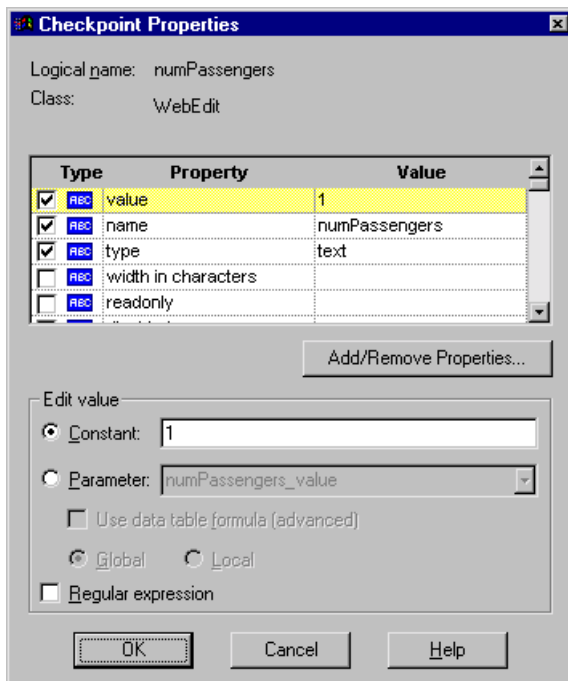 Checkpoint Properties
Logical name: numPassengers
Class: WebEdit
Type Property Value
ABC value 1
ABC name numPassengers
ABC type text
ABC width in characters
ABC readonly
Add/Remove Properties...
Edit value
Constant: 1
Parameter: numPassengers_value
Use data table formula (advanced)
Global Local
Regular expression
OK Cancel Help